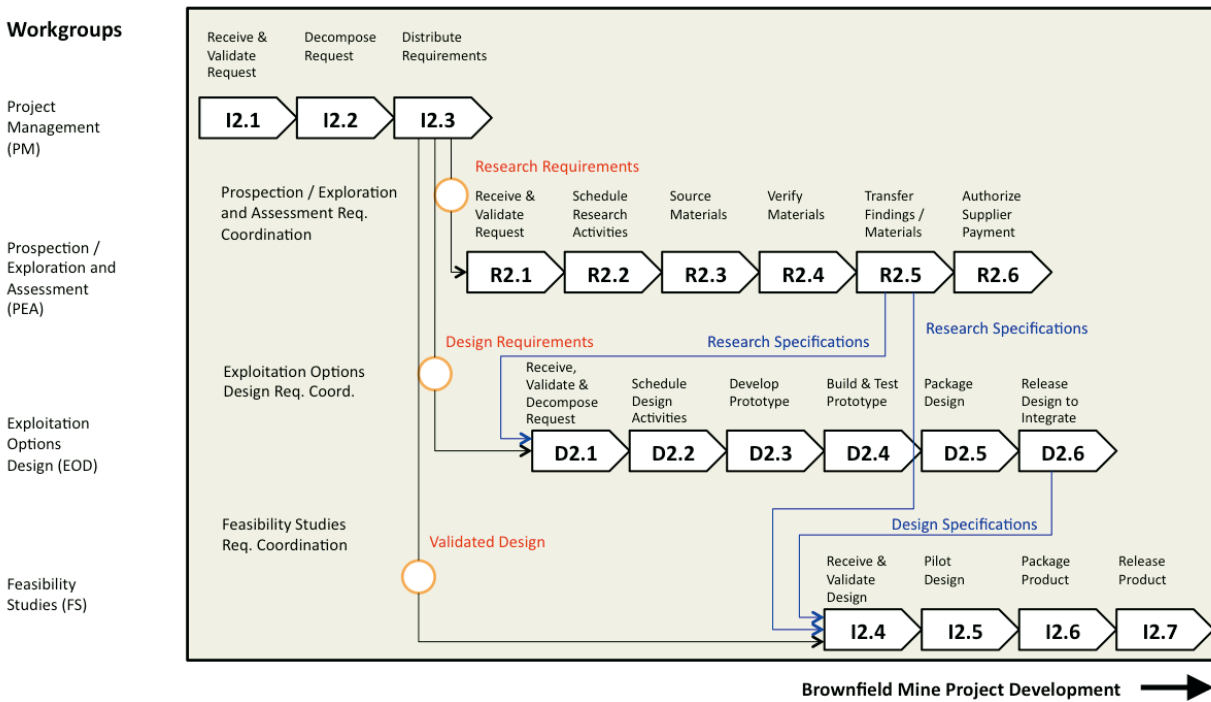 Workgroups
Receive &
Validate
Request
Decompose
Request
Distribute
Requirements
Project
Management
(PM)
I2.1
I2.2
I2.3
Research Requirements
Prospection / Exploration
and Assessment Req.
Coordination
Receive &
Validate
Request
Schedule
Research
Activities
Source
Materials
Verify
Materials
Transfer
Findings /
Materials
Authorize
Supplier
Payment
Prospection /
Exploration and
Assessment
(PEA)
R2.1
R2.2
R2.3
R2.4
R2.5
R2.6
Design Requirements
Research Specifications
Research Specifications
Exploitation Options
Design Req. Coord.
Receive,
Validate &
Decompose
Request
Schedule
Design
Activities
Develop
Prototype
Build & Test
Prototype
Package
Design
Release
Design to
Integrate
Exploitation
Options
Design (EOD)
D2.1
D2.2
D2.3
D2.4
D2.5
D2.6
Feasibility Studies
Req. Coordination
Validated Design
Design Specifications
Receive &
Validate
Design
Pilot
Design
Package
Product
Release
Product
Feasibility
Studies (FS)
I2.4
I2.5
I2.6
I2.7
Brownfield Mine Project Development